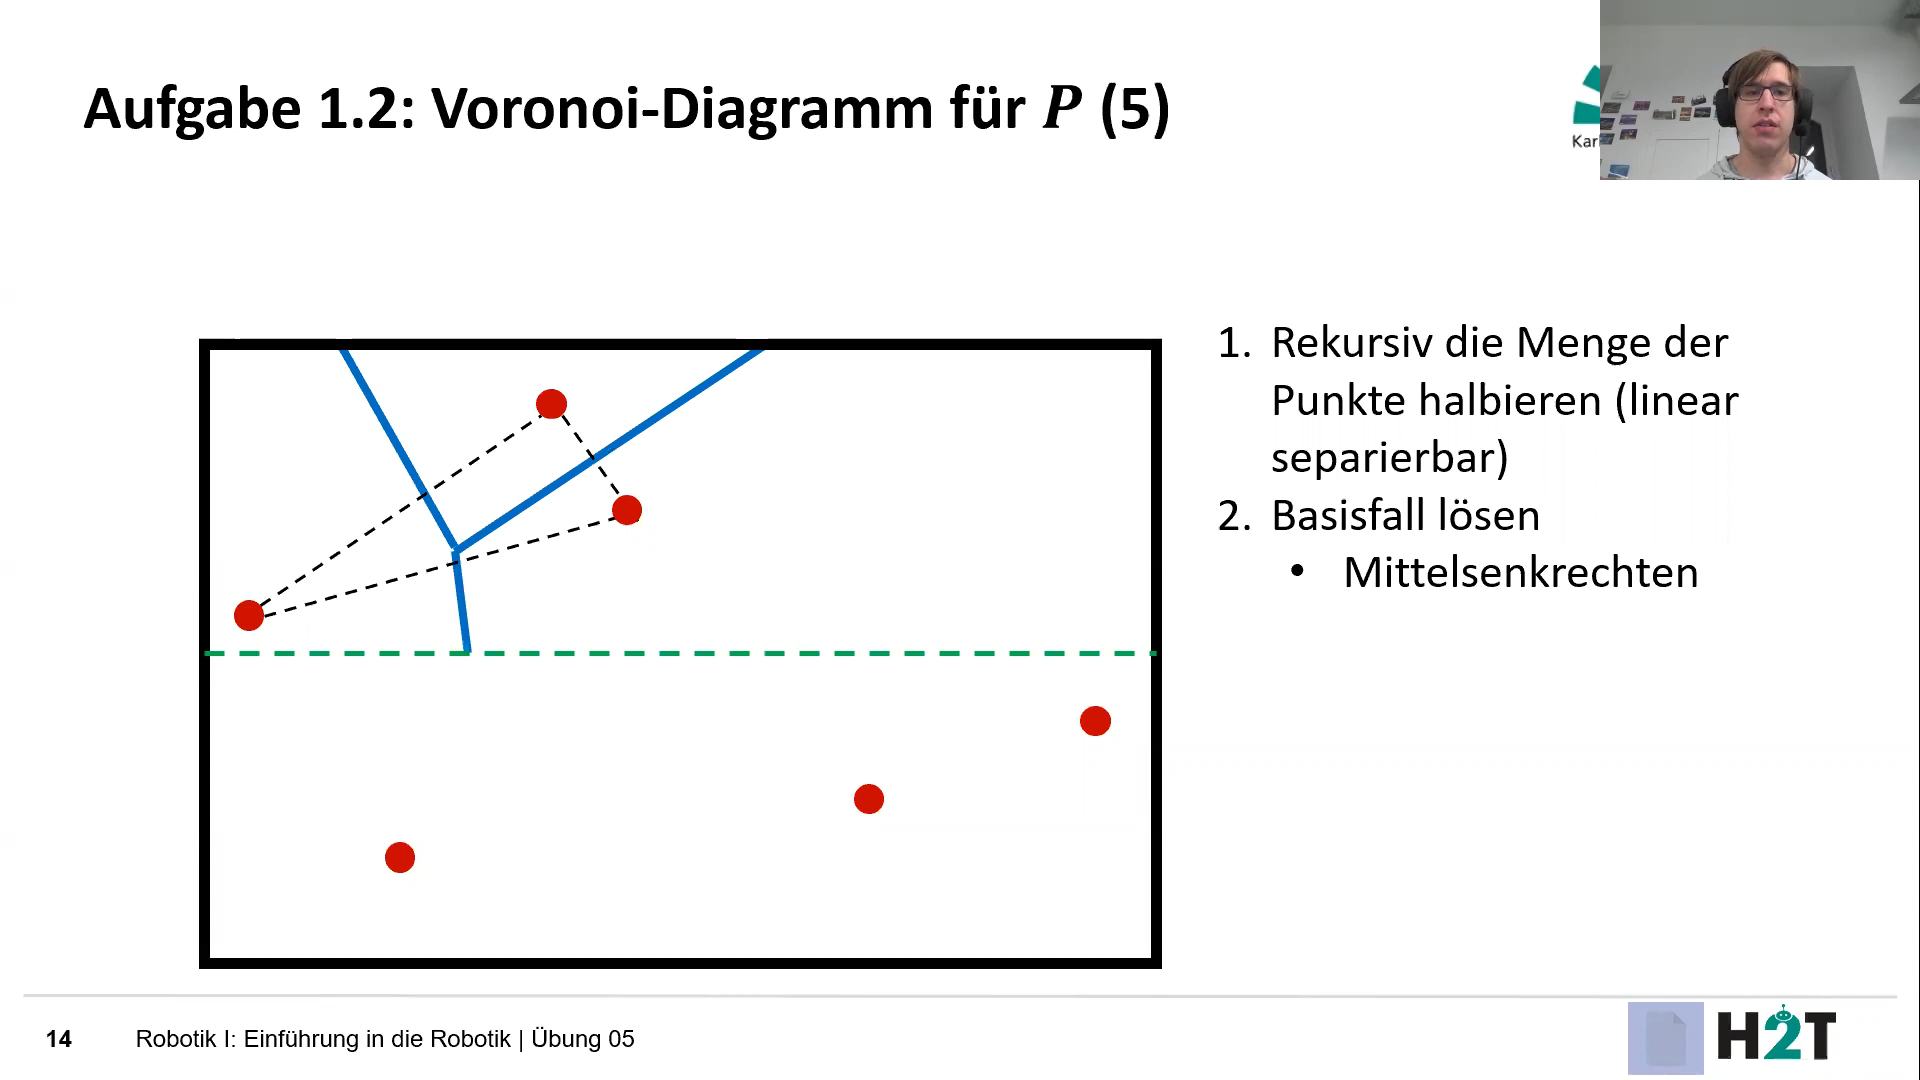 Aufgabe 1.2: Voronoi-Diagramm für P (5)
1. Rekursiv die Menge der
Punkte halbieren (linear
separierbar)
2. Basisfall lösen
• Mittelsenkrechten
14
Robotik I: Einführung in die Robotik | Übung 05
H2T